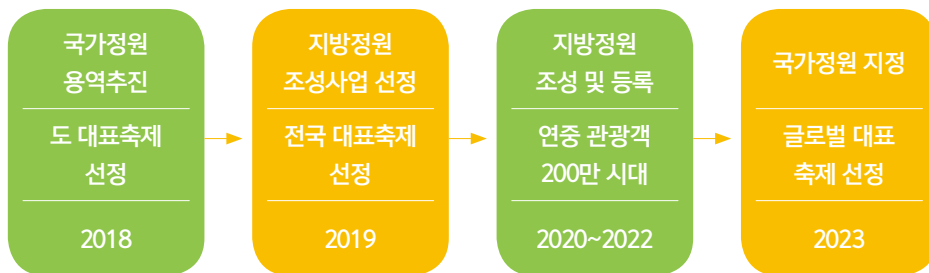 국가정원
용역추진
도 대표축제
선정
2018
지방정원
조성사업 선정
전국 대표축제
선정
2019
지방정원
조성 및 등록
연중 관광객
200만 시대
2020~2022
국가정원 지정
글로벌 대표
축제 선정
2023